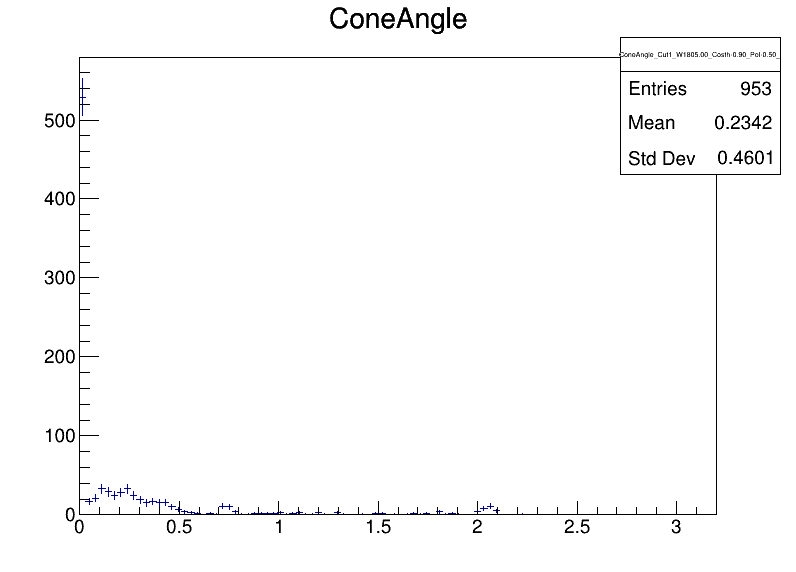 ConeAngle
ConeAngle_Cut1_W1805.00_Costh-0.90_Pol-0.50_
Entries 953
Mean 0.2342
Std Dev 0.4601
500
400
300
200
100
0
0 0.5 1 1.5 2 2.5 3